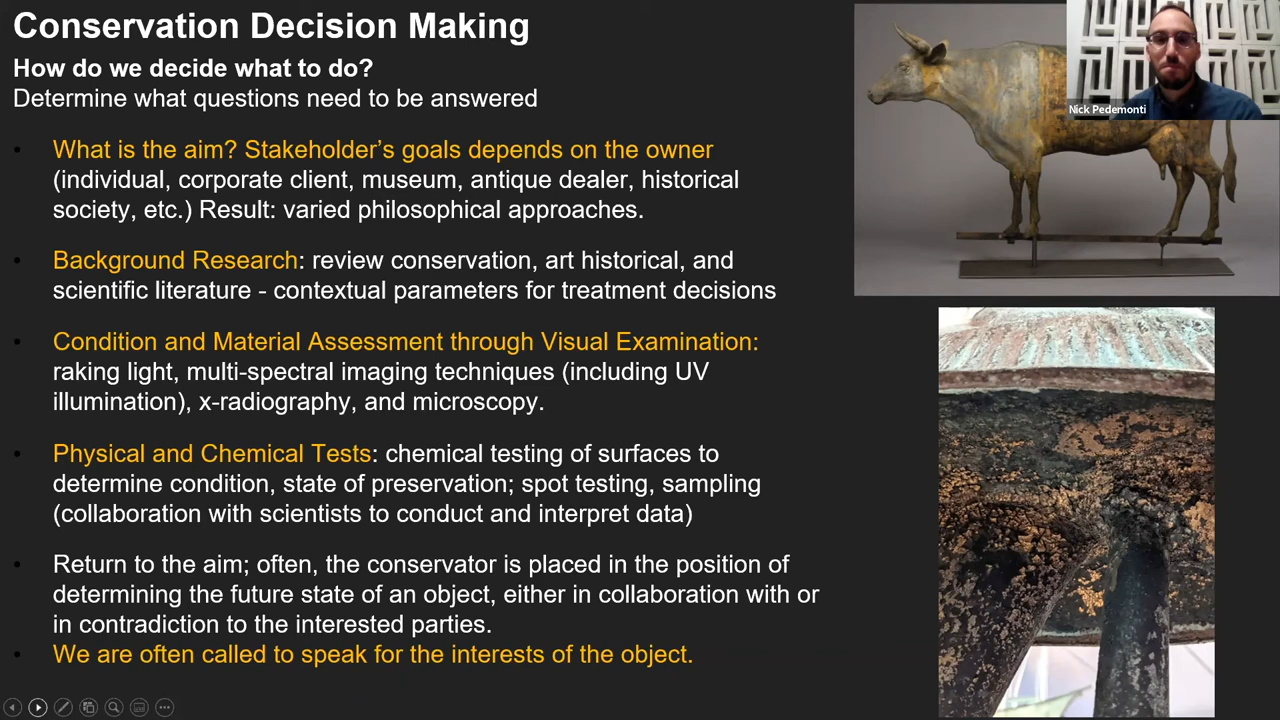 Conservation Decision Making
How do we decide what to do?
Determine what questions need to be answered
• What is the aim? Stakeholder’s goals depends on the owner
(individual, corporate client, museum, antique dealer, historical
society, etc.) Result: varied philosophical approaches.
• Background Research: review conservation, art historical, and
scientific literature - contextual parameters for treatment decisions
• Condition and Material Assessment through Visual Examination:
raking light, multi-spectral imaging techniques (including UV
illumination), x-radiography, and microscopy.
• Physical and Chemical Tests: chemical testing of surfaces to
determine condition, state of preservation; spot testing, sampling
(collaboration with scientists to conduct and interpret data)
• Return to the aim; often, the conservator is placed in the position of
determining the future state of an object, either in collaboration with or
in contradiction to the interested parties.
• We are often called to speak for the interests of the object.
Nick Pedemonti